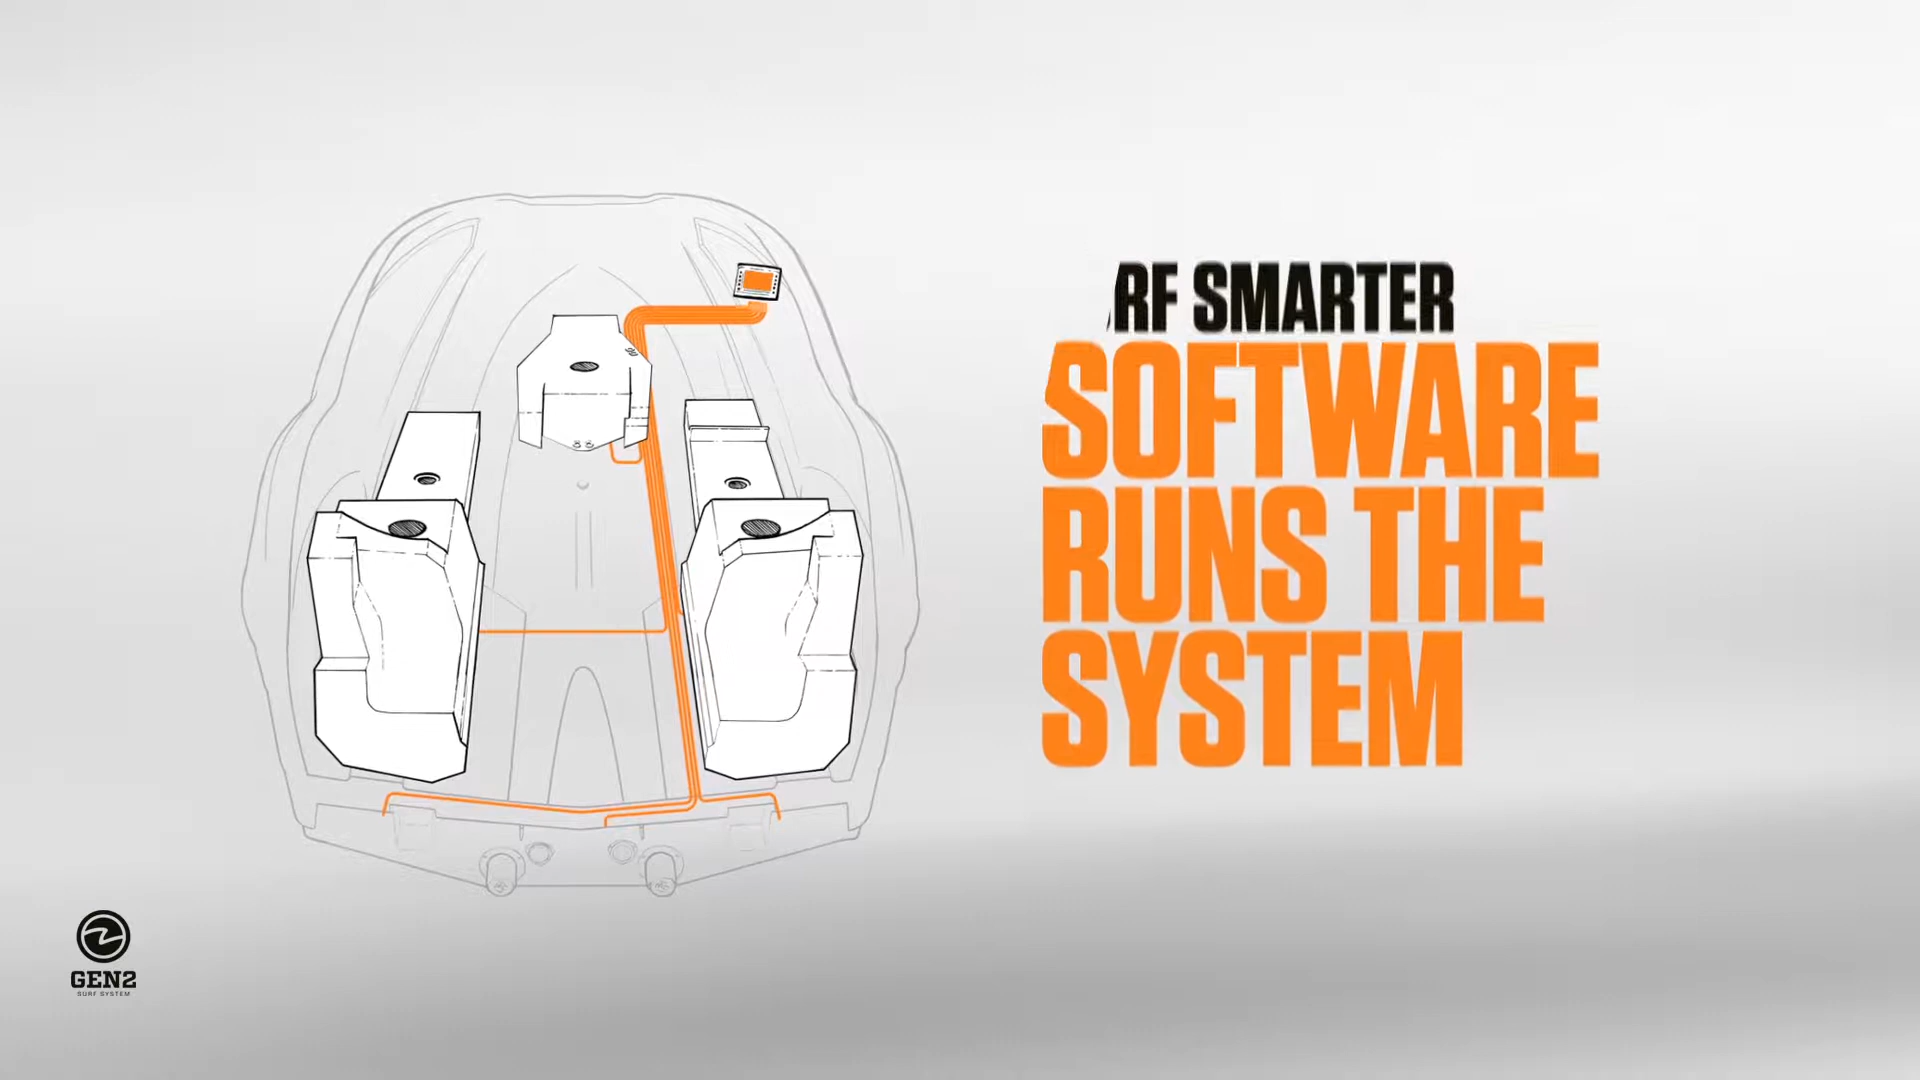 RF SMARTER
SOFTWARE
RUNS THE
SYSTEM
GEN2
SURF SYSTEM